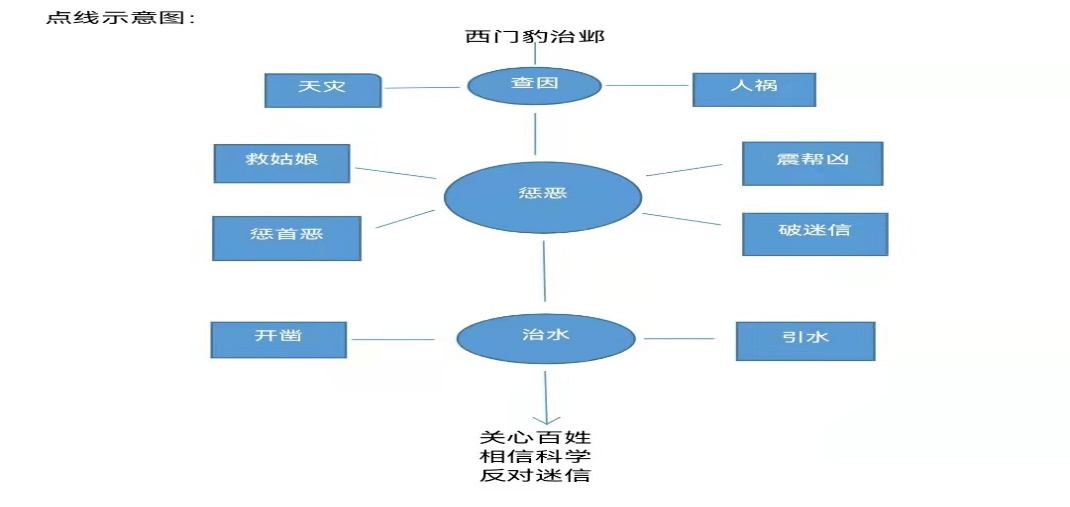 点线示意图：
西门豹治邺
天灾
查因
人祸
救姑娘
震帮凶
惩恶
惩首恶
破迷信
开凿
治水
引水
关心百姓
相信科学
反对迷信